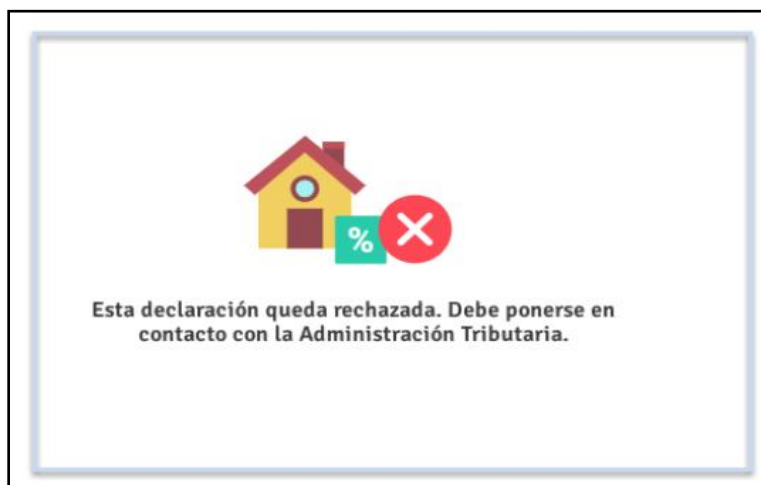 %
Esta declaración queda rechazada. Debe ponerse en
contacto con la Administración Tributaria.